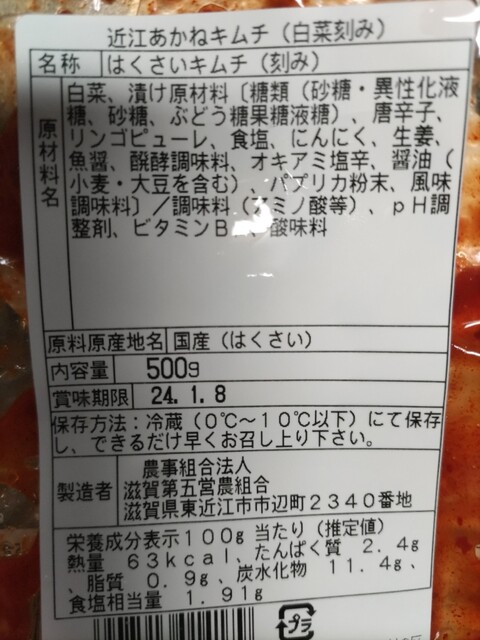 近江あかねキムチ（白菜刻み）
名称 はくさいキムチ（刻み）
原材料名
白菜、漬け原材料〔糖類（砂糖・異性化液
糖、砂糖、ぶどう糖果糖液糖）、唐辛子、
リンゴピューレ、食塩、にんにく、生姜、
魚醤、醗酵調味料、オキアミ塩辛、醤油（
小麦・大豆を含む）、パプリカ粉末、風味
調味料〕／調味料（アミノ酸等）、ｐＨ調
整剤、ビタミンＢ 、酸味料
原料原産地名 国産（はくさい）
内容量 500g
賞味期限 24.1.8
保存方法：冷蔵（０℃～１０℃以下）にて保存
し、できるだけ早くお召し上り下さい。
製造者
農事組合法人
滋賀第五営農組合
滋賀県東近江市市辺町２３４０番地
栄養成分表示１００ｇ当たり（推定値）
熱量 ６３ｋｃａｌ、たんぱく質 ２．４ｇ
、脂質 ０．９ｇ、炭水化物 １１．４ｇ、
食塩相当量 １．９１ｇ
プラ